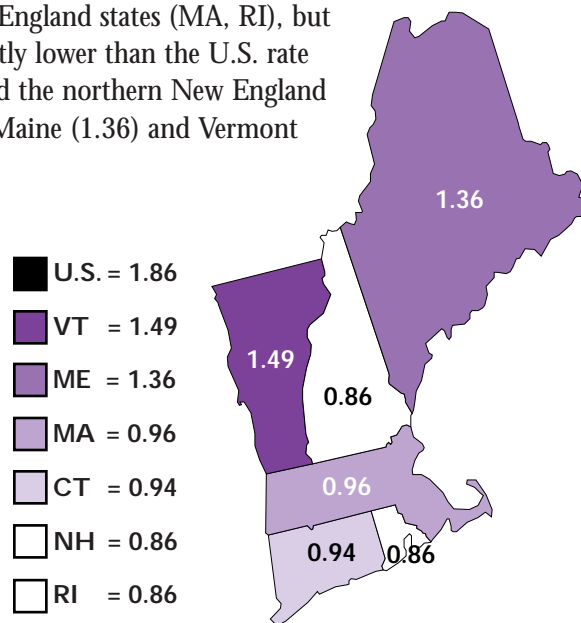 England states (MA, RI), but
tly lower than the U.S. rate
d the northern New England
Maine (1.36) and Vermont
1.36
U.S. = 1.86
VT = 1.49
ME = 1.36
MA = 0.96
CT = 0.94
NH = 0.86
RI = 0.86
1.49
0.86
0.96
0.94
0.86